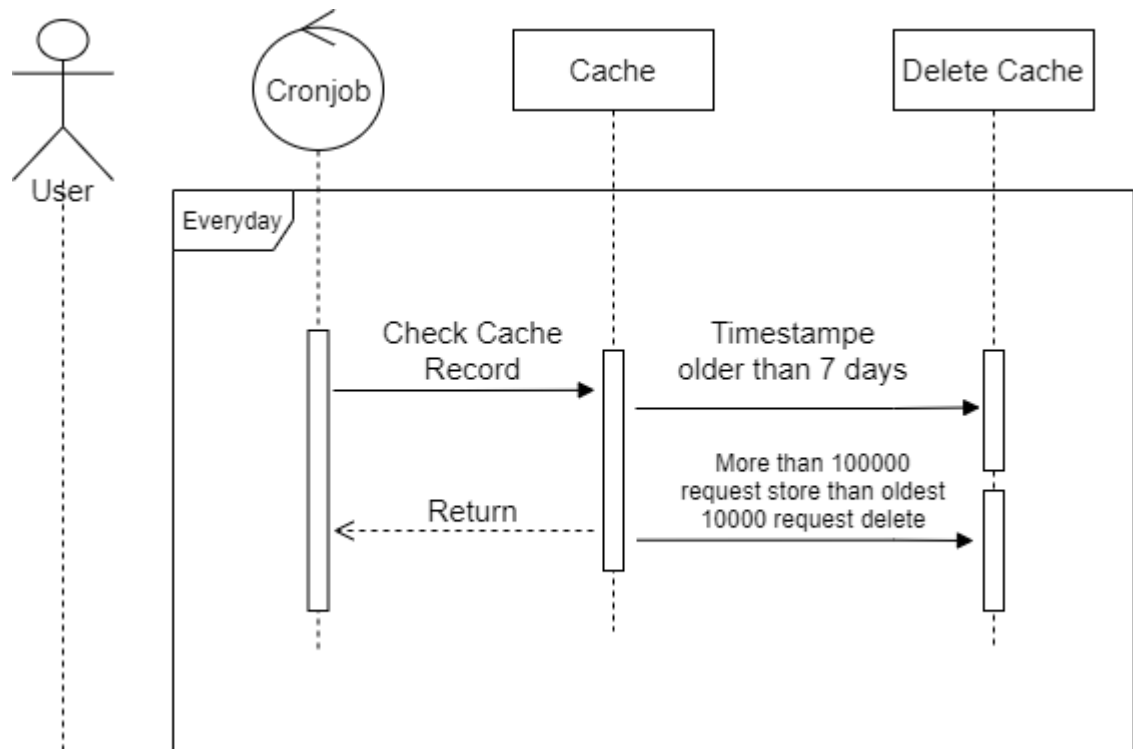 User
Cronjob
Cache
Delete Cache
Everyday
Check Cache
Record
Timestampe
older than 7 days
More than 100000
request store than oldest
10000 request delete
Return